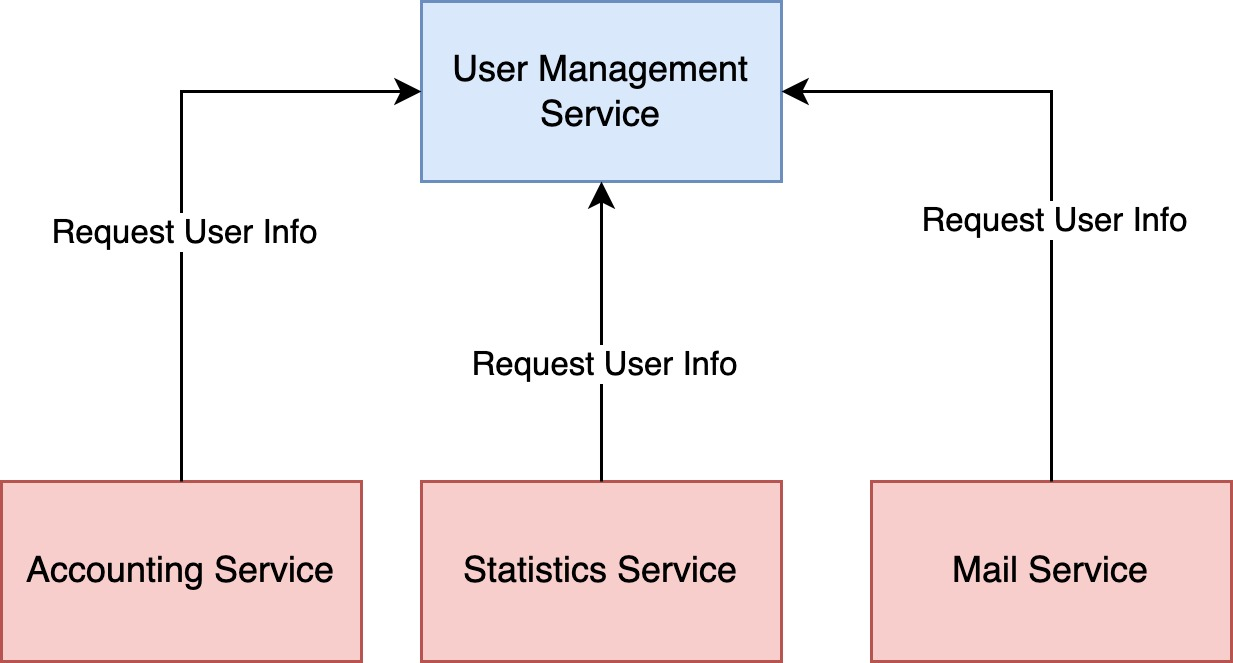 User Management
Service
Request User Info
Request User Info
Request User Info
Accounting Service
Statistics Service
Mail Service